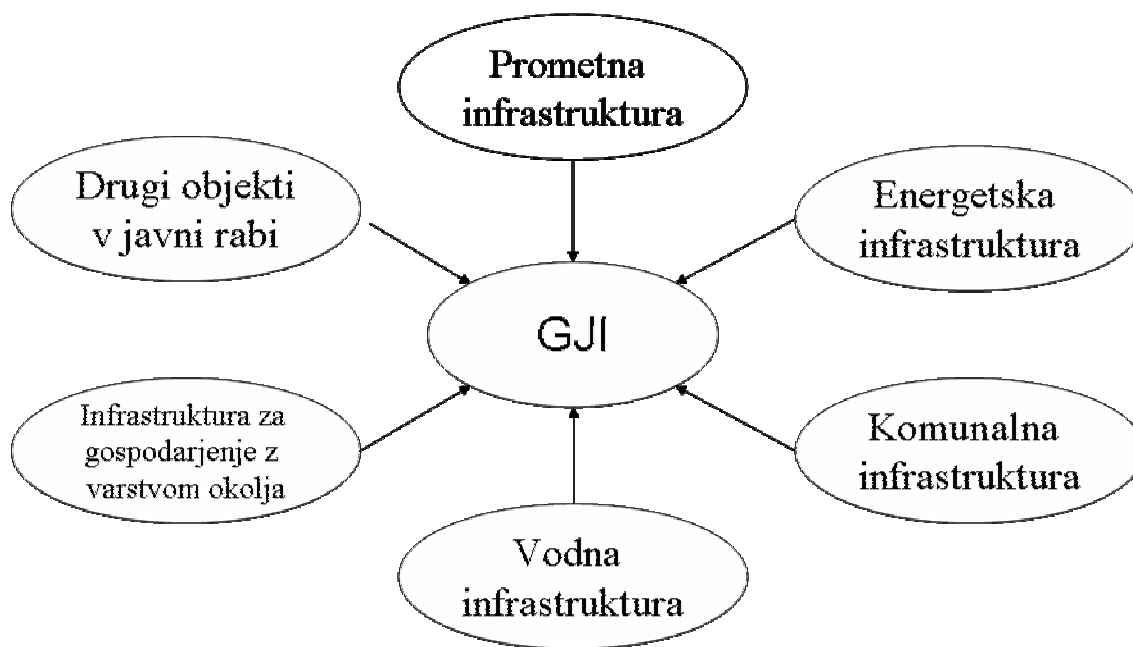 Prometna
infrastruktura
Drugi objekti
v javni rabi
Energetska
infrastruktura
GJI
Infrastruktura za
gospodarjenje z
varstvom okolja
Komunalna
infrastruktura
Vodna
infrastruktura